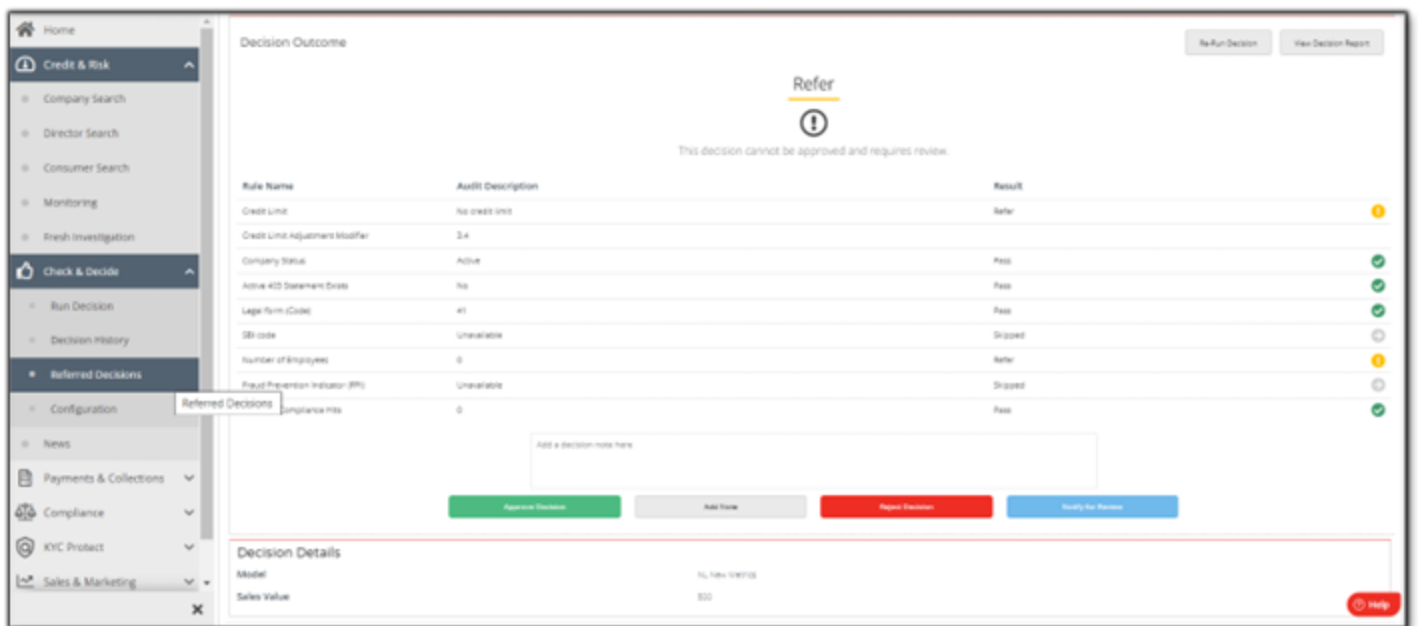 Home
Credit & Risk
Company Search
Director Search
Consumer Search
Monitoring
Fresh Investigation
Check & Decide
Run Decision
Decision History
Referred Decisions
Configuration
News
Payments & Collections
Compliance
KYC Protect
Sales & Marketing
Referred Decisions
Decision Outcome
Re-Run Decision View Decision Report
Refer
This decision cannot be approved and requires review.
Rule Name Audit Description Result
Credit Limit No credit limit Refer
Credit Limit Adjustment Modifier
Company Status Active Pass
Active 403 Statement Exists No Pass
Legal form (Code) 41 Pass
SBI code Unavailable Skipped
Number of Employees 0 Refer
Fraud Prevention Indicator (FPI) Unavailable Skipped
Compliance Hits 0 Pass
Add a decision note here
Approve Decision Add Note Reject Decision Notify for Review
Decision Details
Model
Sales Value
Help